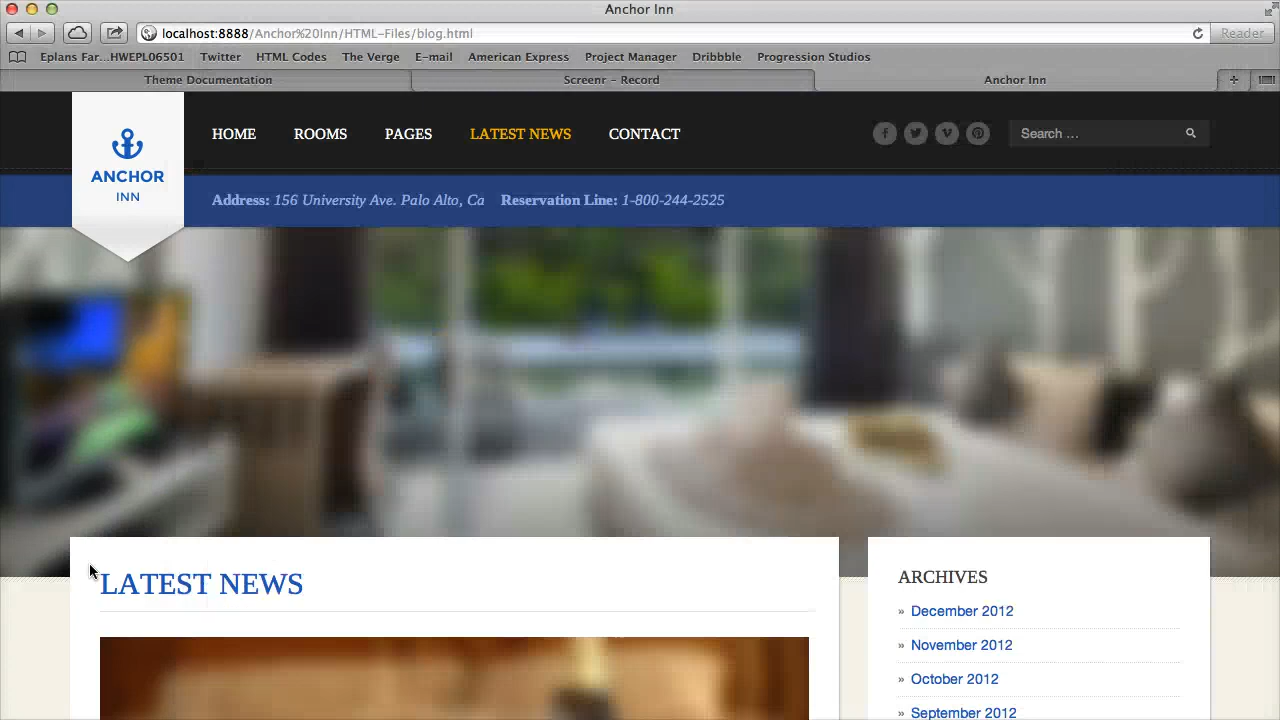 Anchor Inn
localhost:8888/Anchor%20Inn/HTML-Files/blog.html
Reader
Eplans Far...HWEPL06501 Twitter HTML Codes The Verge E-mail American Express Project Manager Dribbble Progression Studios
Theme Documentation Screenr - Record Anchor Inn
HOME ROOMS PAGES LATEST NEWS CONTACT Search ...
ANCHOR
INN
Address: 156 University Ave. Palo Alto, Ca Reservation Line: 1-800-244-2525
LATEST NEWS
ARCHIVES
» December 2012
» November 2012
» October 2012
» September 2012